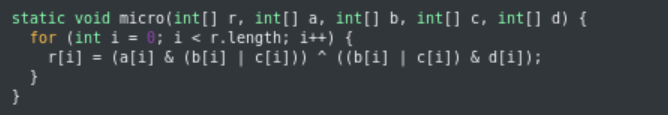 static void micro(int[] r, int[] a, int[] b, int[] c, int[] d) {
  for (int i = 0; i < r.length; i++) {
    r[i] = (a[i] & (b[i] | c[i])) ^ ((b[i] | c[i]) & d[i]);
  }
}